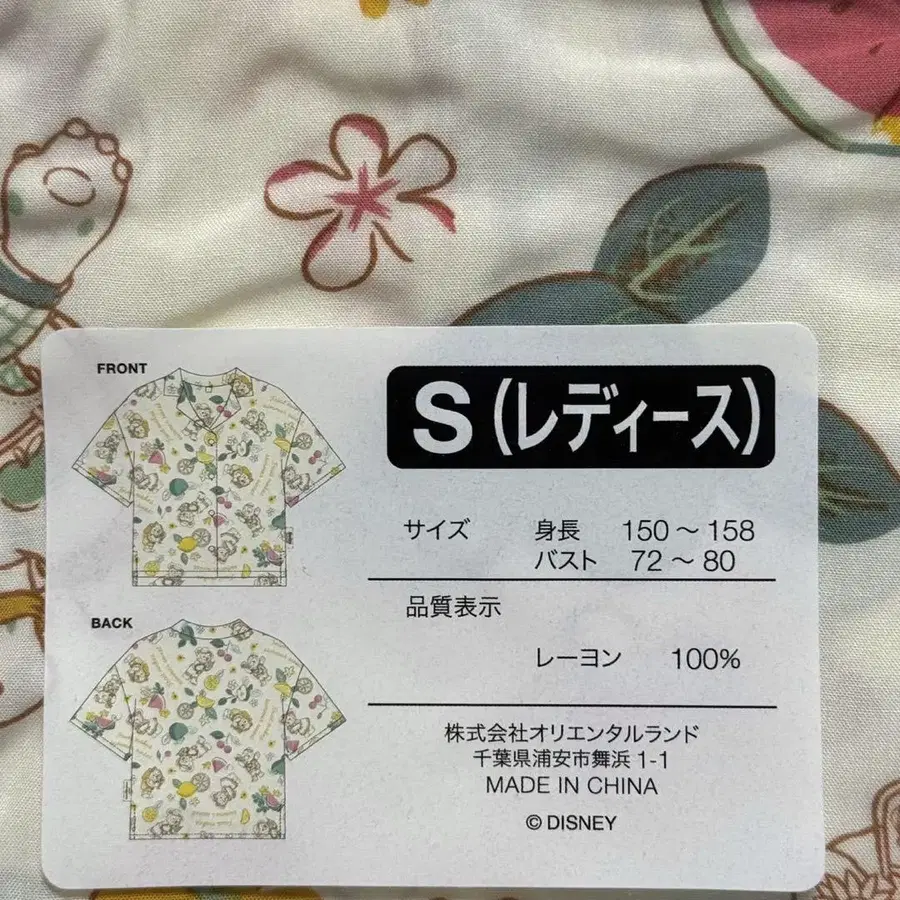 FRONT
S(レディース)
サイズ 身長 150〜158
バスト 72〜80
品質表示
レーヨン 100%
BACK
株式会社オリエンタルランド
千葉県浦安市舞浜 1-1
MADE IN CHINA
© DISNEY